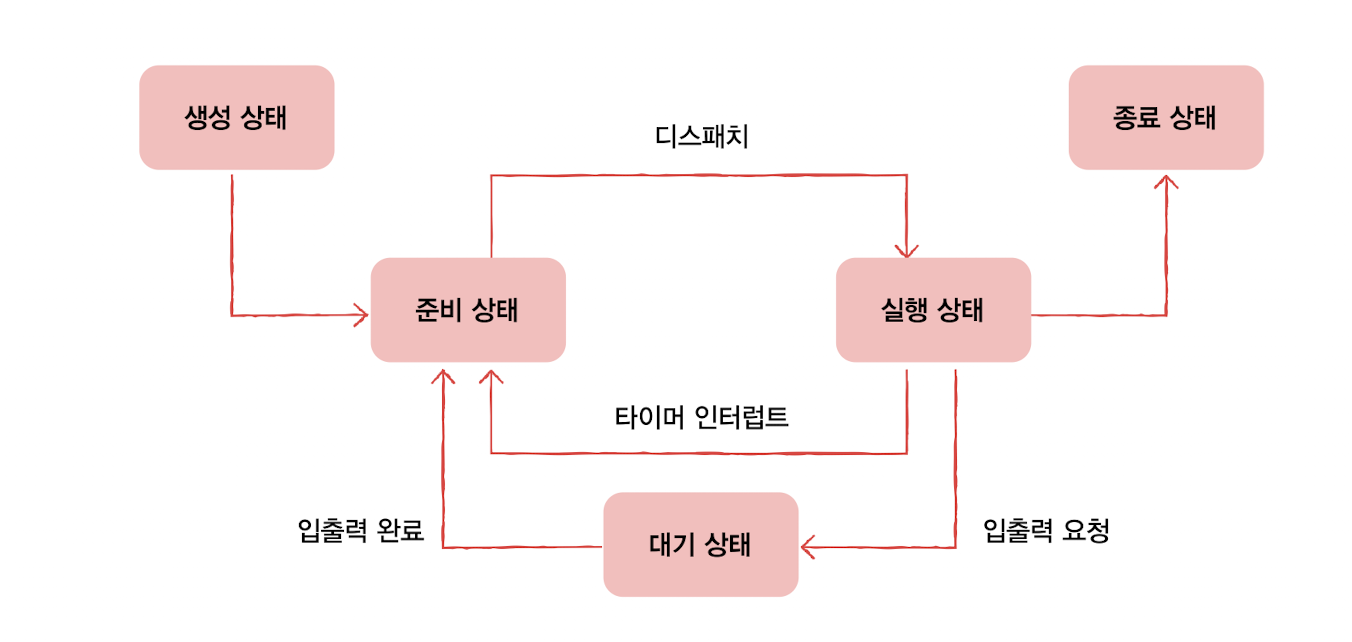 생성 상태
종료 상태
디스패치
준비 상태
실행 상태
타이머 인터럽트
입출력 완료
대기 상태
입출력 요청